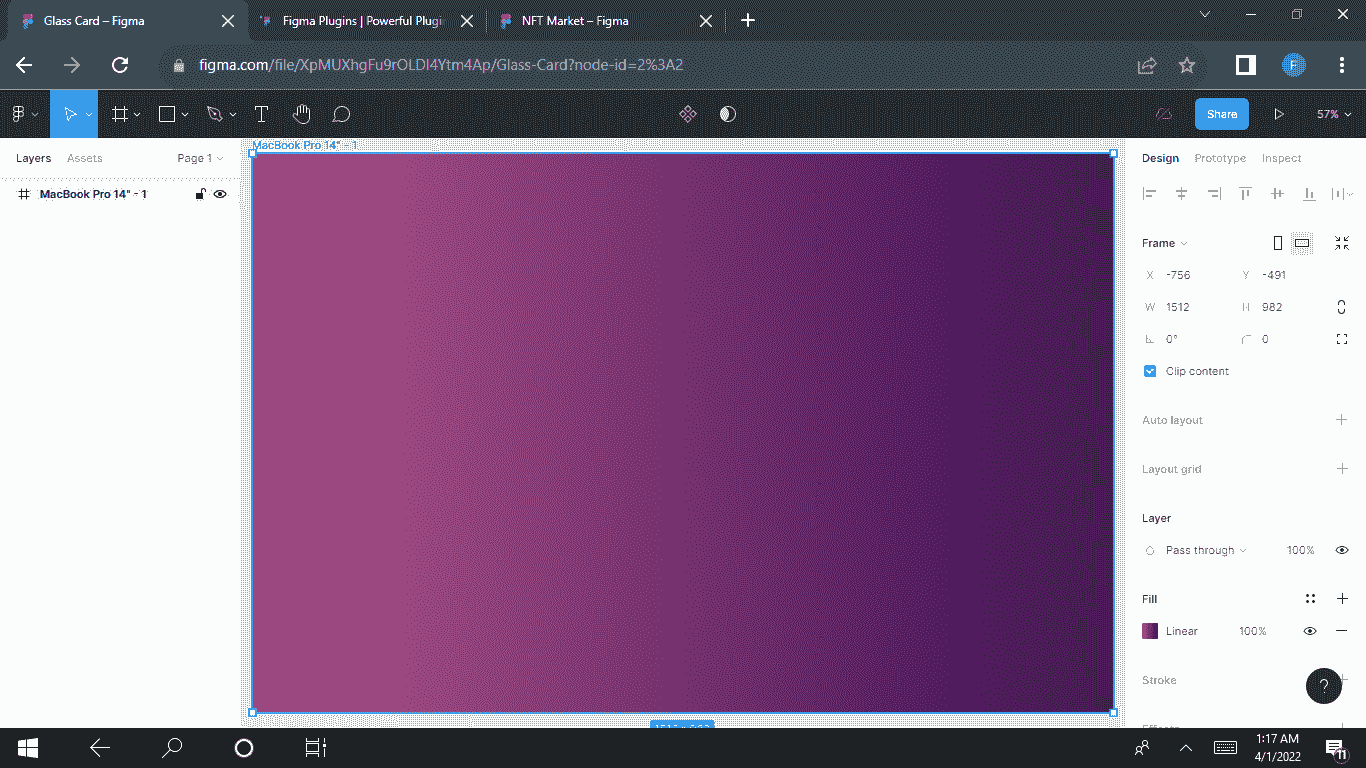 Glass Card – Figma
Figma Plugins | Powerful Plugi
NFT Market – Figma
figma.com/file/XpMUXhgFu9rOLDI4Ytm4Ap/Glass-Card?node-id=2%3A2
F
T
Share
57%
Layers
Assets
Page 1
MacBook Pro 14" - 1
MacBook Pro 14" - 1
Design
Prototype
Inspect
Frame
X -756
Y -491
W 1512
H 982
0°
0
Clip content
Auto layout
Layout grid
Layer
Pass through
100%
Fill
Linear
100%
Stroke
?
1:17 AM
4/1/2022
11